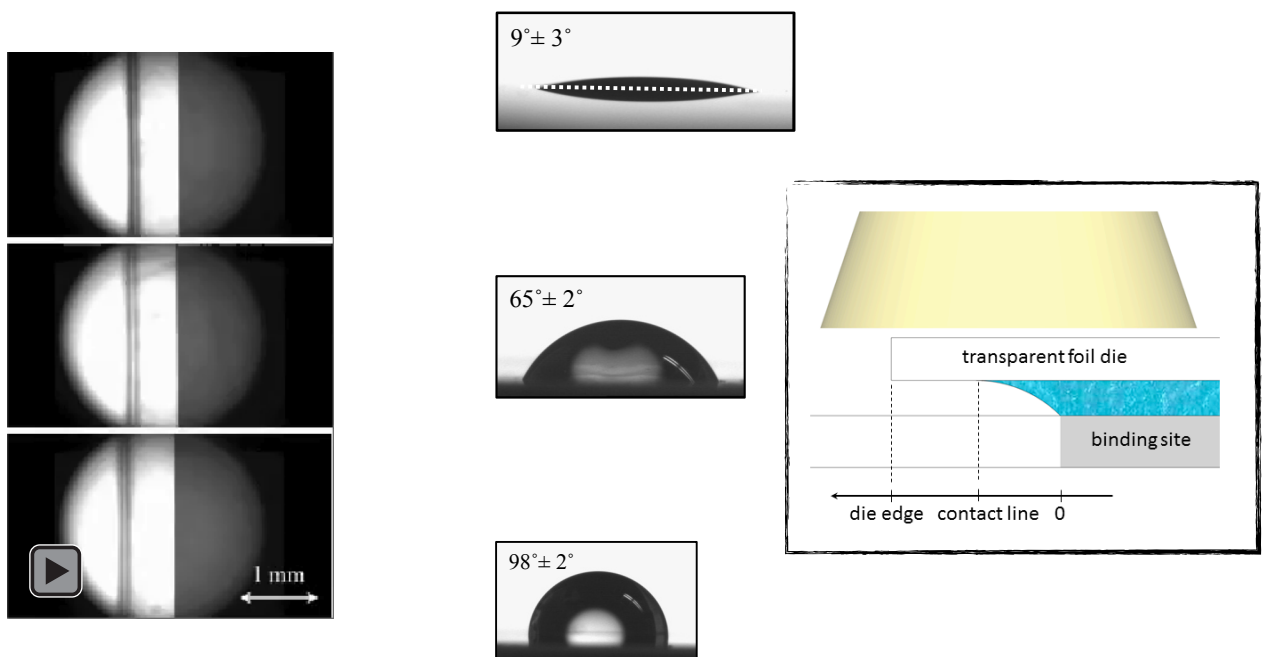 9˚± 3˚
65˚± 2˚
98˚± 2˚
1 mm
transparent foil die
binding site
die edge contact line 0